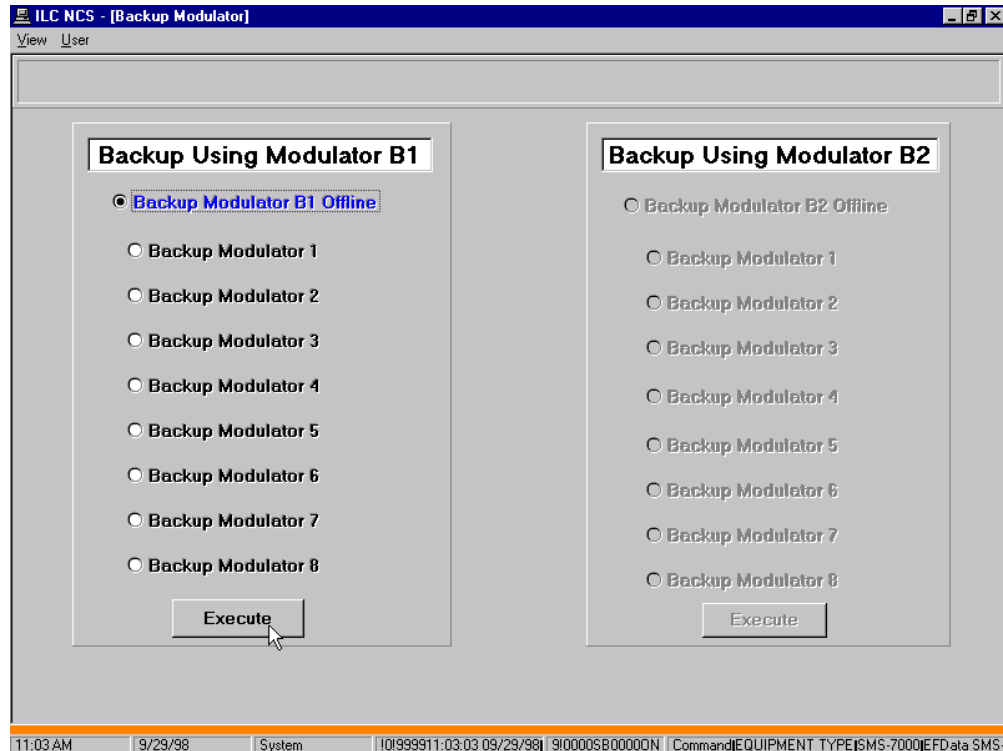 ILC NCS - [Backup Modulator]
View User
Backup Using Modulator B1
Backup Modulator B1 Offline
Backup Modulator 1
Backup Modulator 2
Backup Modulator 3
Backup Modulator 4
Backup Modulator 5
Backup Modulator 6
Backup Modulator 7
Backup Modulator 8
Execute
Backup Using Modulator B2
Backup Modulator B2 Offline
Backup Modulator 1
Backup Modulator 2
Backup Modulator 3
Backup Modulator 4
Backup Modulator 5
Backup Modulator 6
Backup Modulator 7
Backup Modulator 8
Execute
11:03 AM 9/29/98 System !0!999911:03:03 09/29/98| 9!0000SB00000N Command|EQUIPMENT TYPE|SMS-7000|EFData SMS